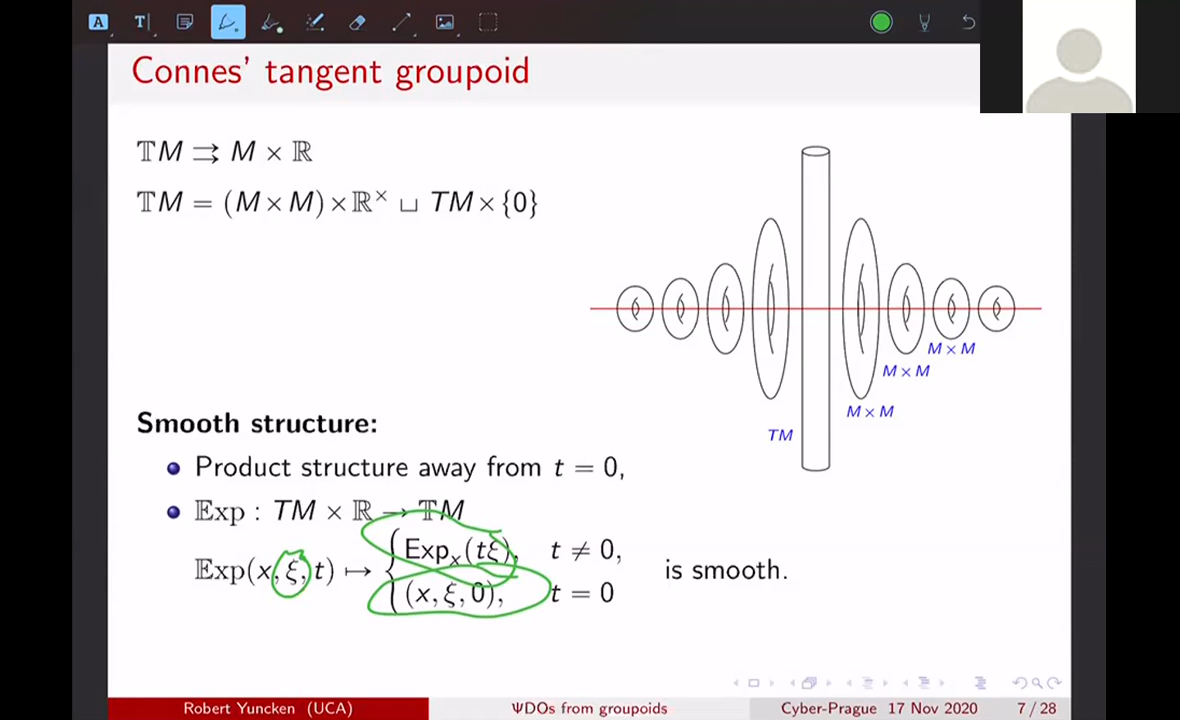 Connes' tangent groupoid
𝕋M ⇉ M × ℝ
𝕋M = (M × M) × ℝ^× ⊔ TM × {0}
M × M
M × M
M × M
TM
Smooth structure:
Product structure away from t = 0,
𝔼xp : TM × ℝ → 𝕋M
𝔼xp(x, ξ, t) ↦ { Exp_x(tξ), t ≠ 0,
(x, ξ, 0), t = 0
is smooth.
Robert Yuncken (UCA) ΨDOs from groupoids Cyber-Prague 17 Nov 2020 7 / 28